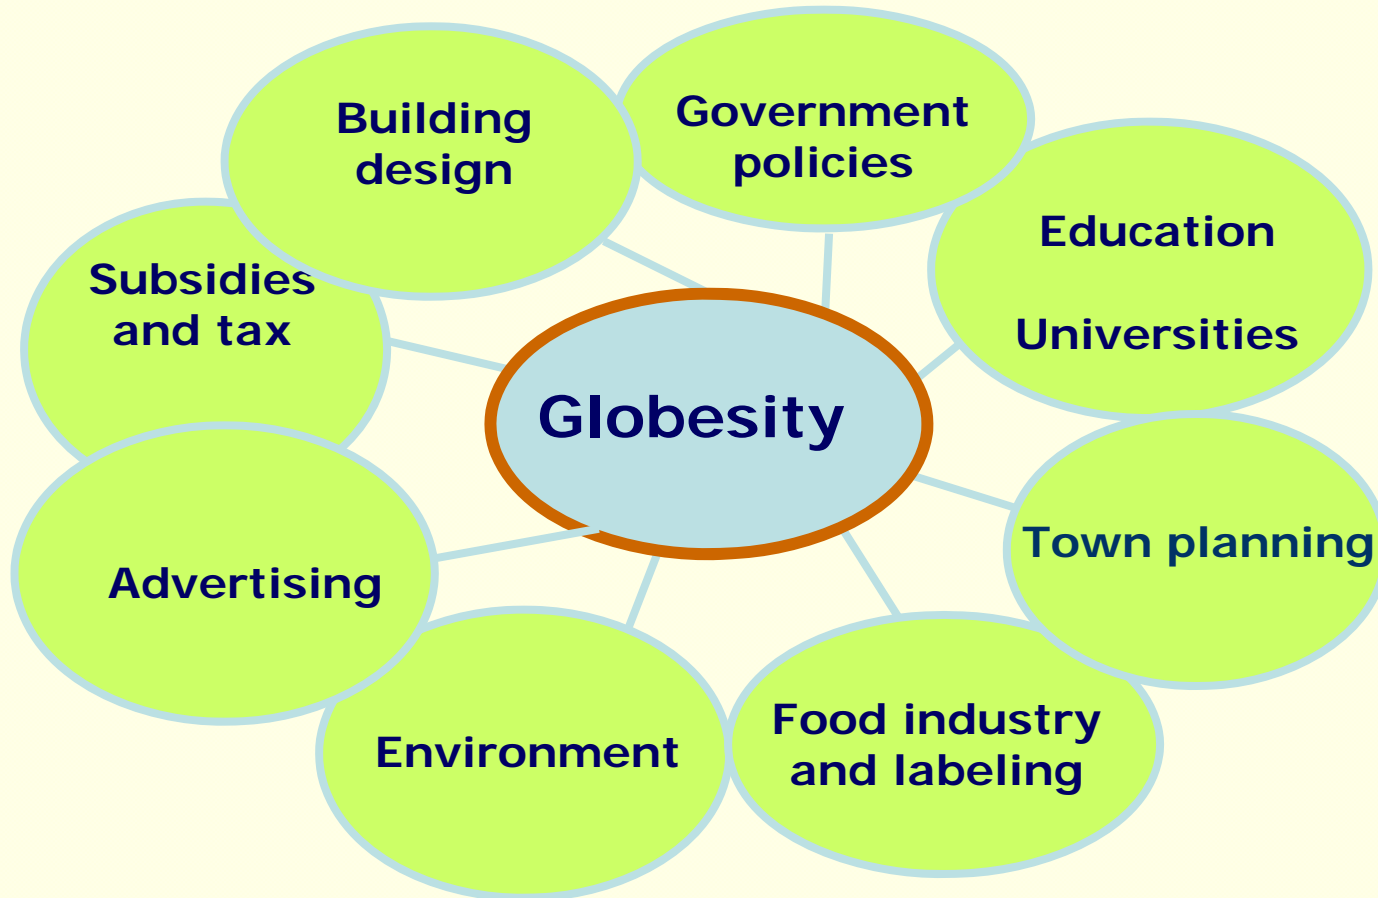 Building
design
Government
policies
Education
Universities
Subsidies
and tax
Globesity
Town planning
Advertising
Environment
Food industry
and labeling